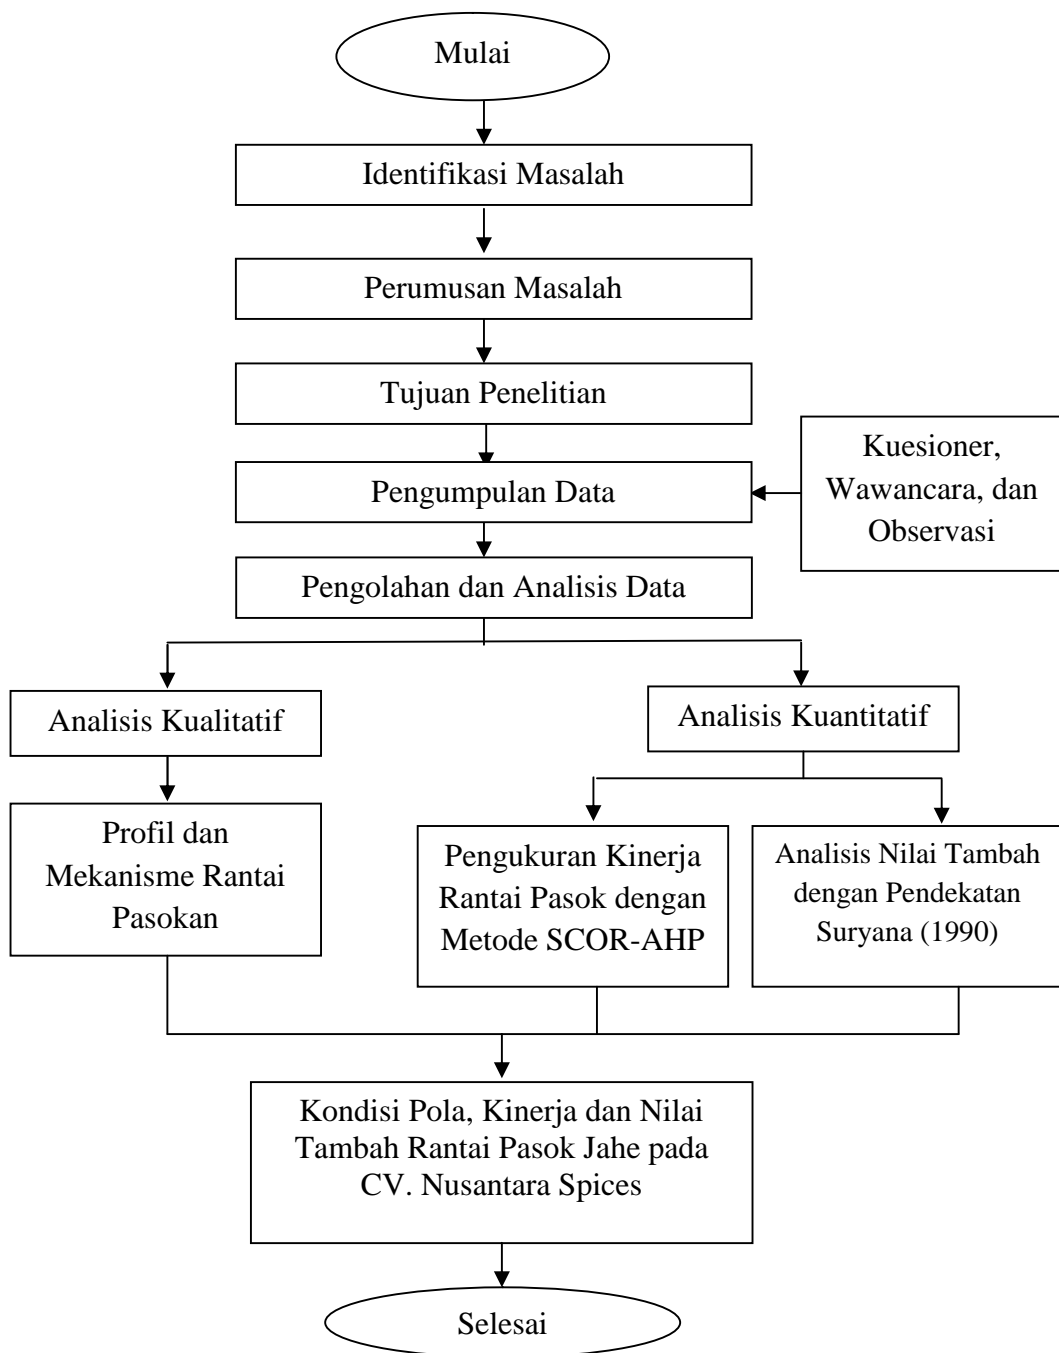 Mulai
Identifikasi Masalah
Perumusan Masalah
Tujuan Penelitian
Kuesioner,
Wawancara, dan
Observasi
Pengumpulan Data
Pengolahan dan Analisis Data
Analisis Kualitatif
Analisis Kuantitatif
Profil dan
Mekanisme Rantai
Pasokan
Pengukuran Kinerja
Rantai Pasok dengan
Metode SCOR-AHP
Analisis Nilai Tambah
dengan Pendekatan
Suryana (1990)
Kondisi Pola, Kinerja dan Nilai
Tambah Rantai Pasok Jahe pada
CV. Nusantara Spices
Selesai